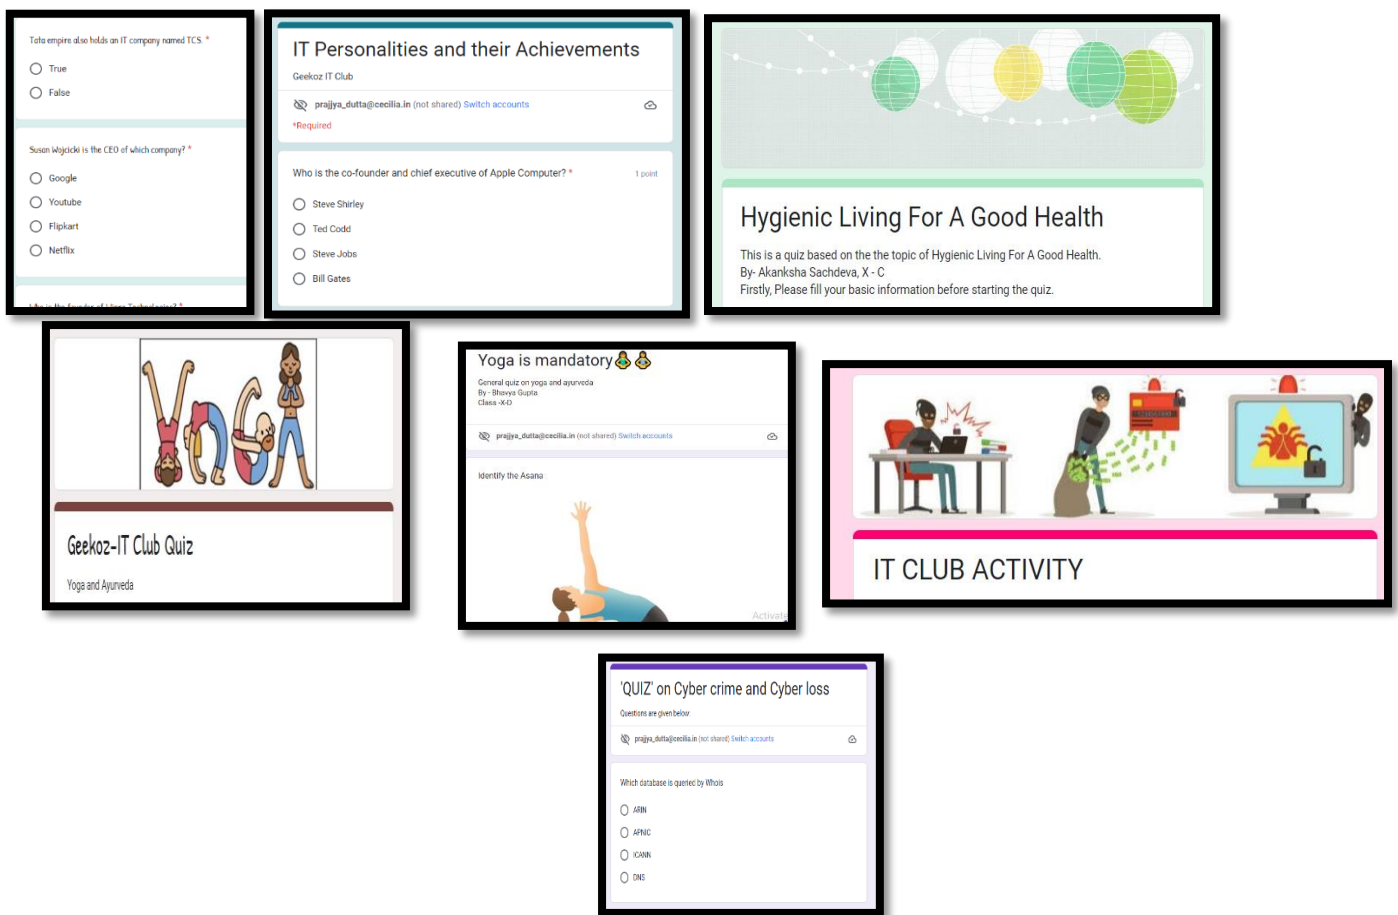 Tata empire also holds an IT company named TCS. *
True
False
Susan Wojcicki is the CEO of which company? *
Google
Youtube
Flipkart
Netflix
Who is the founder of Technologies? *
IT Personalities and their Achievements
Geekoz IT Club
prajjya_dutta@cecilia.in (not shared) Switch accounts
*Required
Who is the co-founder and chief executive of Apple Computer? *
1 point
Steve Shirley
Ted Codd
Steve Jobs
Bill Gates
Hygienic Living For A Good Health
This is a quiz based on the the topic of Hygienic Living For A Good Health.
By- Akanksha Sachdeva, X - C
Firstly, Please fill your basic information before starting the quiz.
YOGA
Geekoz-IT Club Quiz
Yoga and Ayurveda
Yoga is mandatory
General quiz on yoga and ayurveda
By - Bhavya Gupta
Class -X-D
prajjya_dutta@cecilia.in (not shared) Switch accounts
Identify the Asana
Activate
IT CLUB ACTIVITY
'QUIZ' on Cyber crime and Cyber loss
Questions are given below:
prajjya_dutta@cecilia.in (not shared) Switch accounts
Which database is queried by Whois
ARIN
APNIC
ICANN
DNS